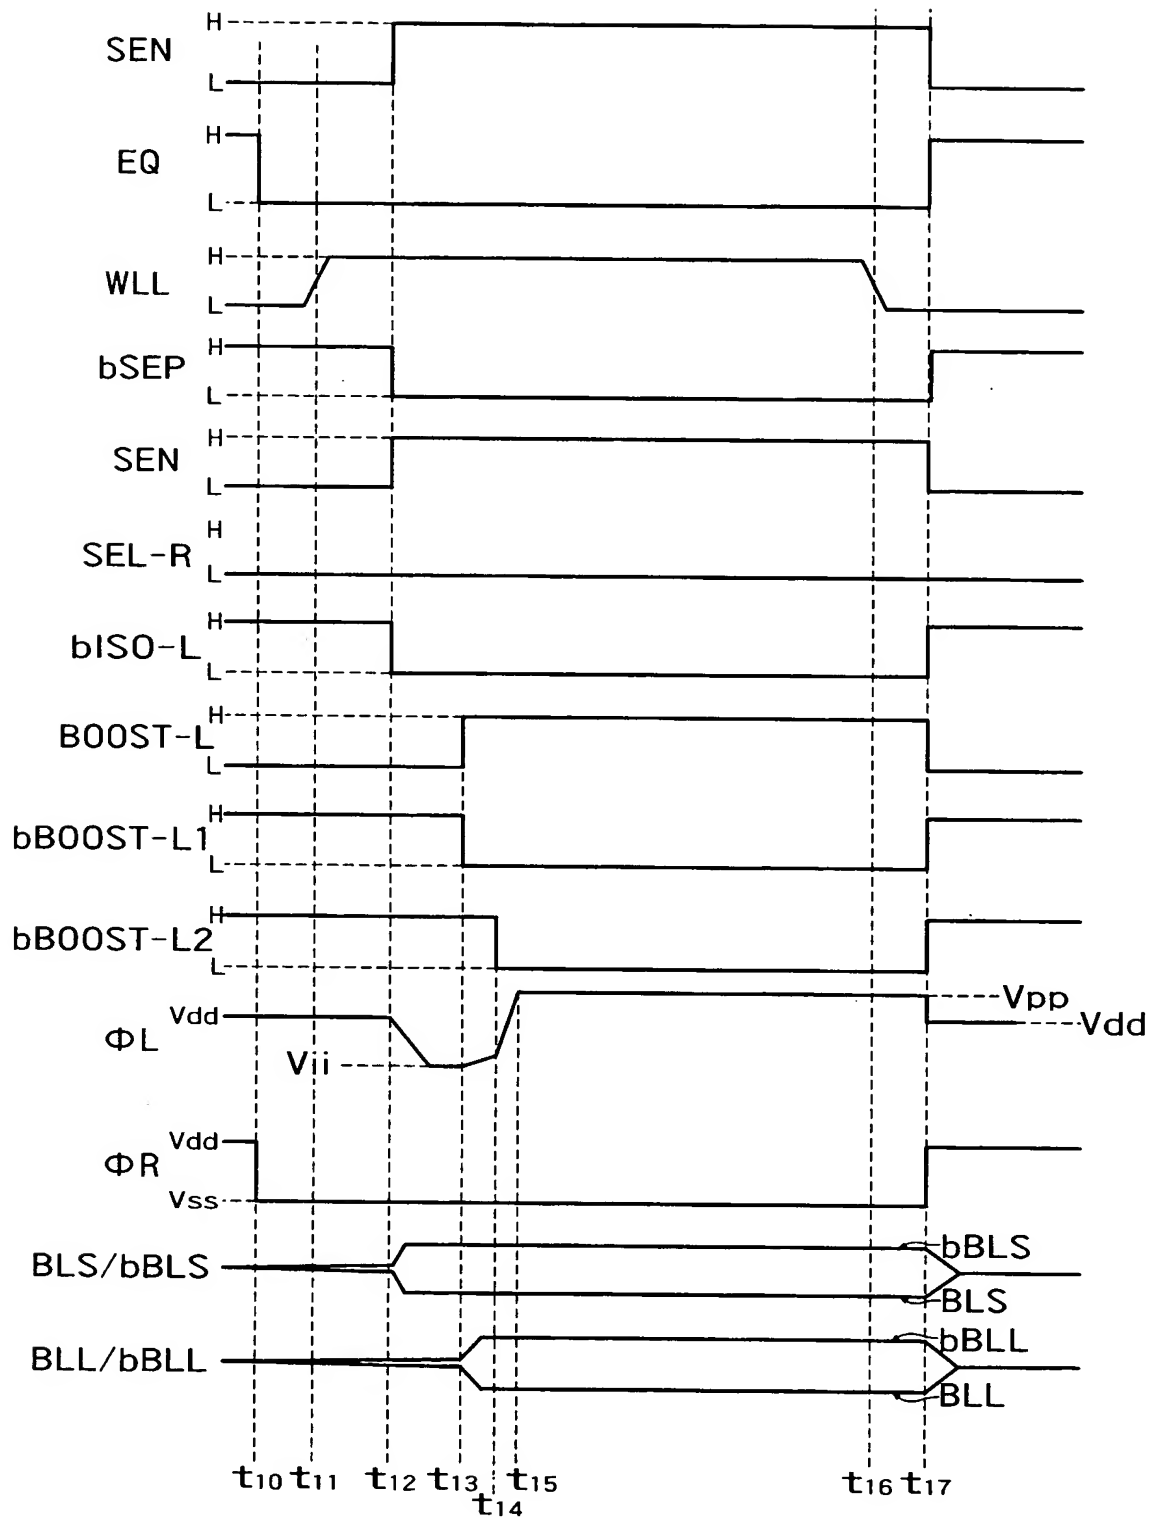 H
SEN
L
H
EQ
L
H
WLL
L
H
bSEP
L
H
SEN
L
H
SEL-R
L
H
bISO-L
L
H
BOOST-L
L
H
bBOOST-L1
L
H
bBOOST-L2
L
Vpp
Vdd
Vdd
ΦL
Vii
Vdd
ΦR
Vss
bBLS
BLS/bBLS
BLS
bBLL
BLL/bBLL
BLL
t10 t11 t12 t13 t15 t16 t17
t14